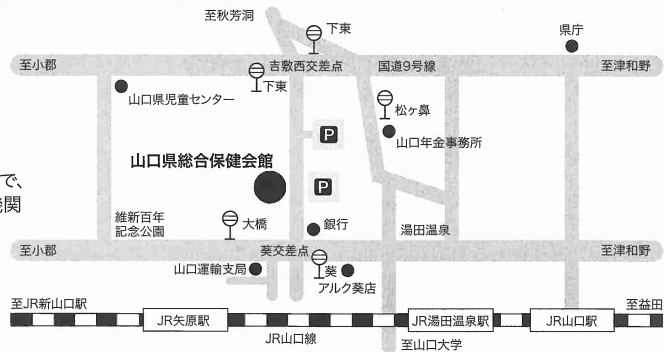 至秋芳洞
下東
県庁
至小郡
吉敷西交差点
国道9号線
至津和野
下東
山口県児童センター
松ヶ鼻
P
山口年金事務所
山口県総合保健会館
で、
P
機関
維新百年
記念公園
大橋
銀行
湯田温泉
至小郡
葵交差点
至津和野
山口運輸支局
葵
アルク葵店
至JR新山口駅
至益田
JR矢原駅
JR湯田温泉駅
JR山口駅
JR山口線
至山口大学